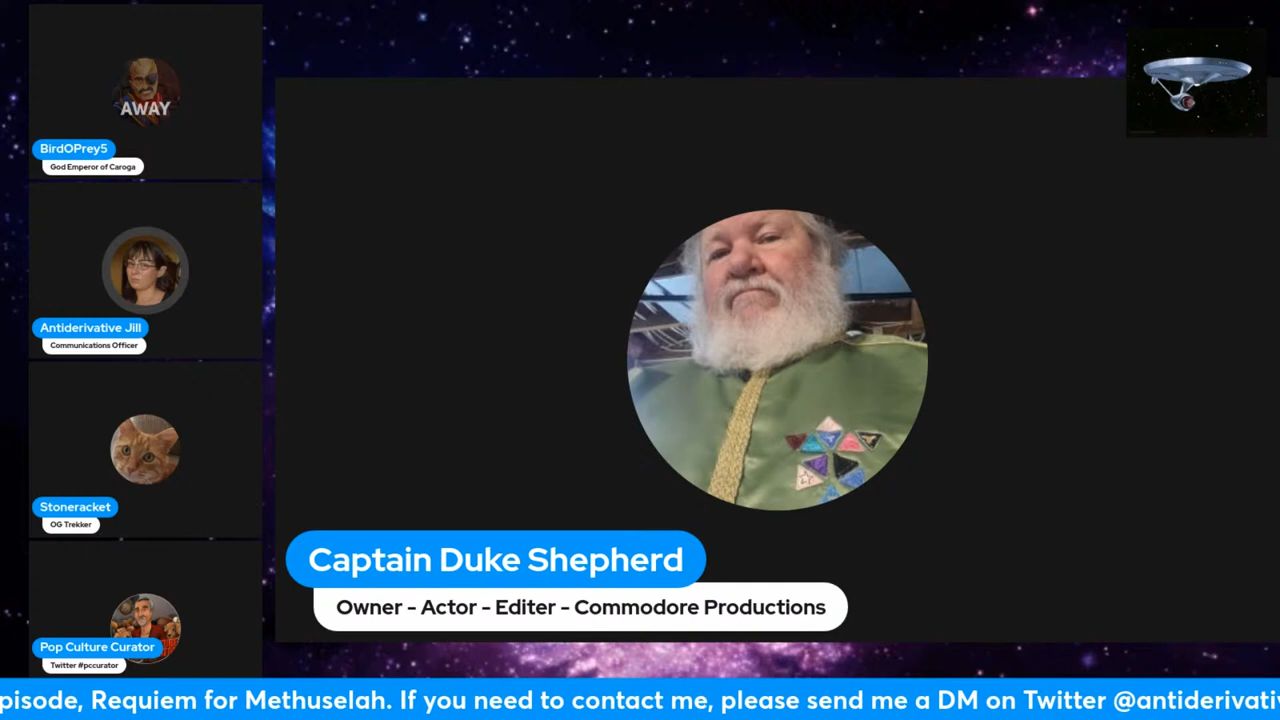 AWAY
BirdOPrey5
God Emperor of Caroga
Antiderivative Jill
Communications Officer
Stoneracket
OG Trekker
Pop Culture Curator
Twitter #pccurator
Captain Duke Shepherd
Owner - Actor - Editer - Commodore Productions
pisode, Requiem for Methuselah. If you need to contact me, please send me a DM on Twitter @antiderivativ